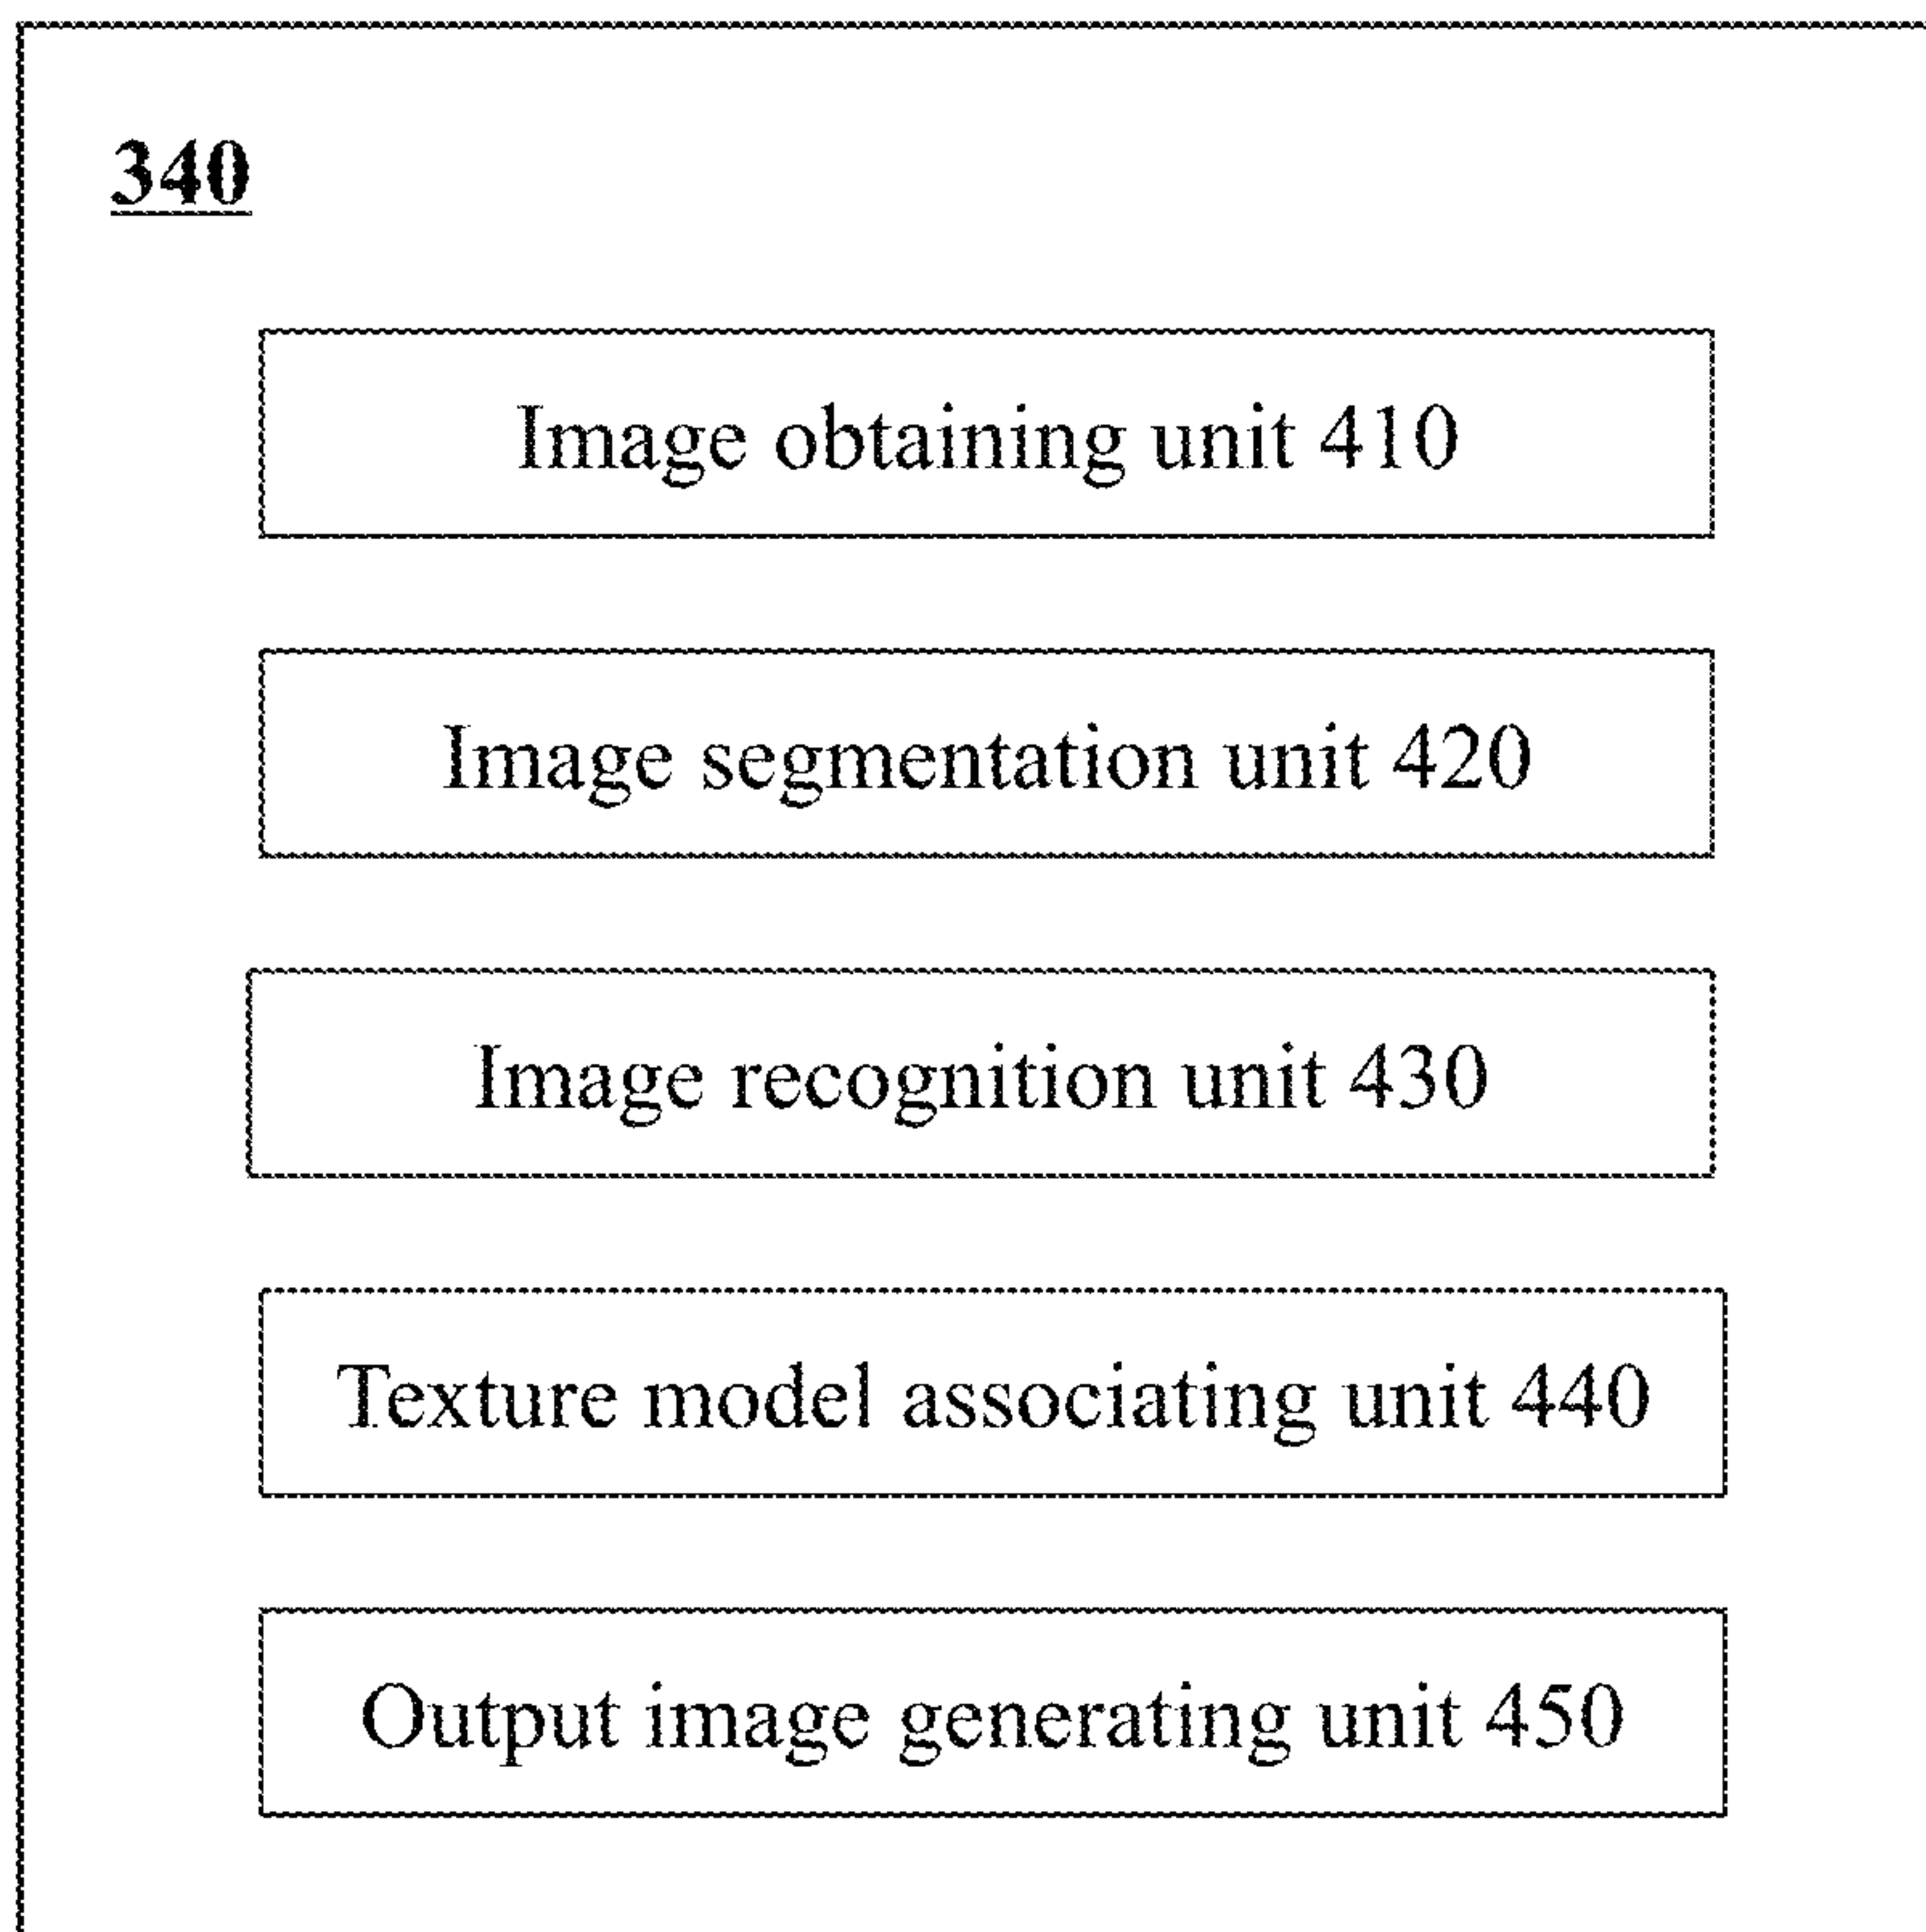 340
Image obtaining unit 410
Image segmentation unit 420
Image recognition unit 430
Texture model associating unit 440
Output image generating unit 450